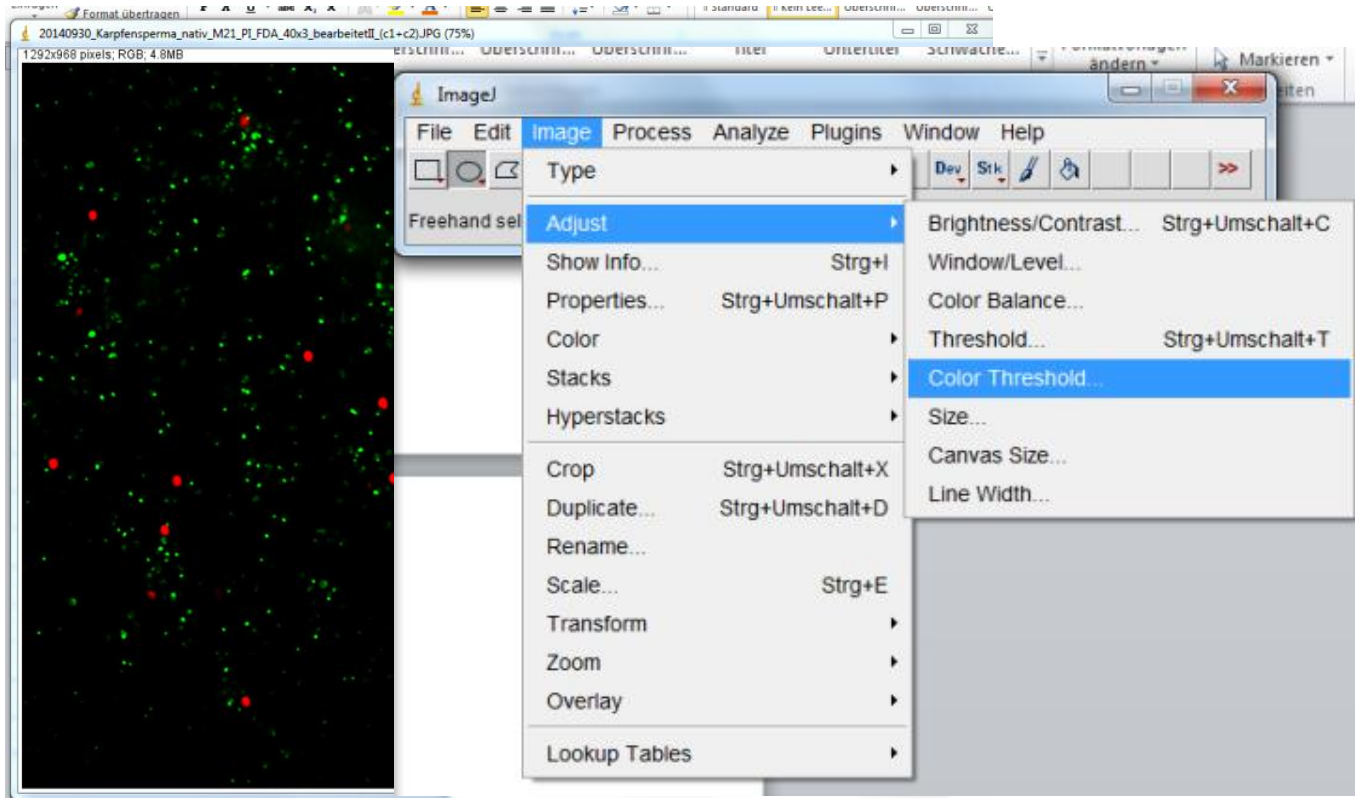 Format übertragen
Standard
20140930_Karpfensperma_nativ_M21_PI_FDA_40x3_bearbeitetII_(c1+c2).JPG (75%)
1292x968 pixels; RGB; 4.8MB
Titel Untertitel Schwache...
ändern
Markieren
ImageJ
File Edit Image Process Analyze Plugins Window Help
Dev Stk >>
Freehand sel
Type
Adjust
Show Info... Strg+I
Properties... Strg+Umschalt+P
Color
Stacks
Hyperstacks
Crop Strg+Umschalt+X
Duplicate... Strg+Umschalt+D
Rename...
Scale... Strg+E
Transform
Zoom
Overlay
Lookup Tables
Brightness/Contrast... Strg+Umschalt+C
Window/Level...
Color Balance...
Threshold... Strg+Umschalt+T
Color Threshold...
Size...
Canvas Size...
Line Width...